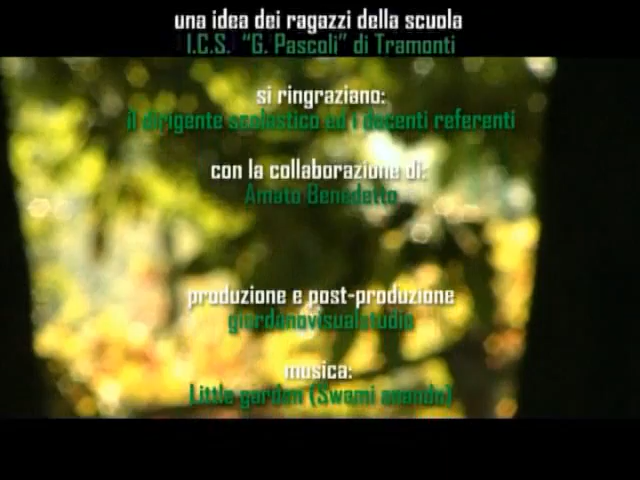 una idea dei ragazzi della scuola
I.C.S. “G. Pascoli” di Tramonti
si ringraziano:
il dirigente scolastico ed i docenti referenti
con la collaborazione di:
Amato Benedetto
produzione e post-produzione
giordanovisualstudio
musica:
Little garden (Swami anando)